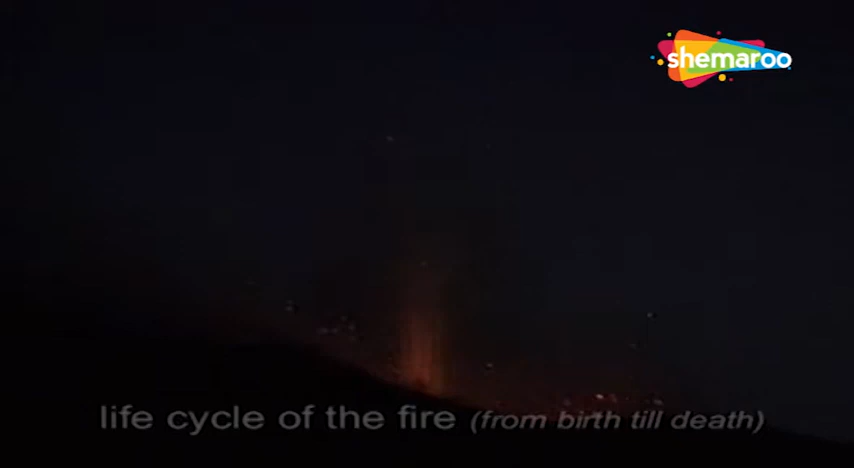 shemaroo
life cycle of the fire (from birth till death)